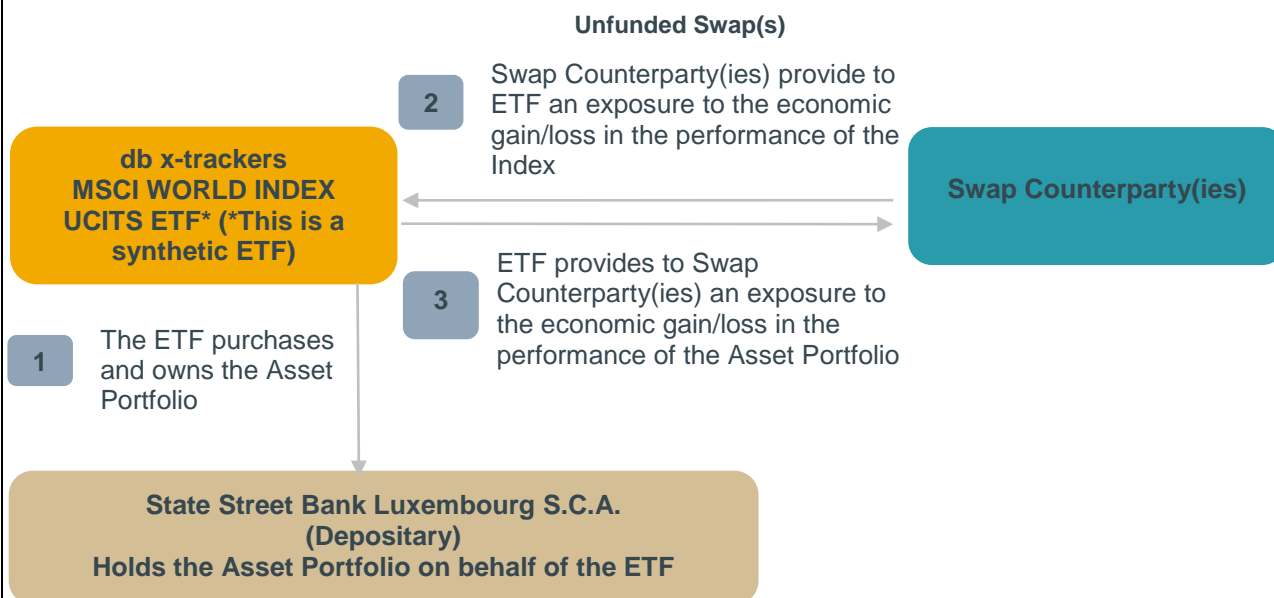 Unfunded Swap(s)
2
Swap Counterparty(ies) provide to
ETF an exposure to the economic
gain/loss in the performance of the
Index
db x-trackers
MSCI WORLD INDEX
UCITS ETF* (*This is a
synthetic ETF)
Swap Counterparty(ies)
3
ETF provides to Swap
Counterparty(ies) an exposure to
the economic gain/loss in the
performance of the Asset Portfolio
1
The ETF purchases
and owns the Asset
Portfolio
State Street Bank Luxembourg S.C.A.
(Depositary)
Holds the Asset Portfolio on behalf of the ETF